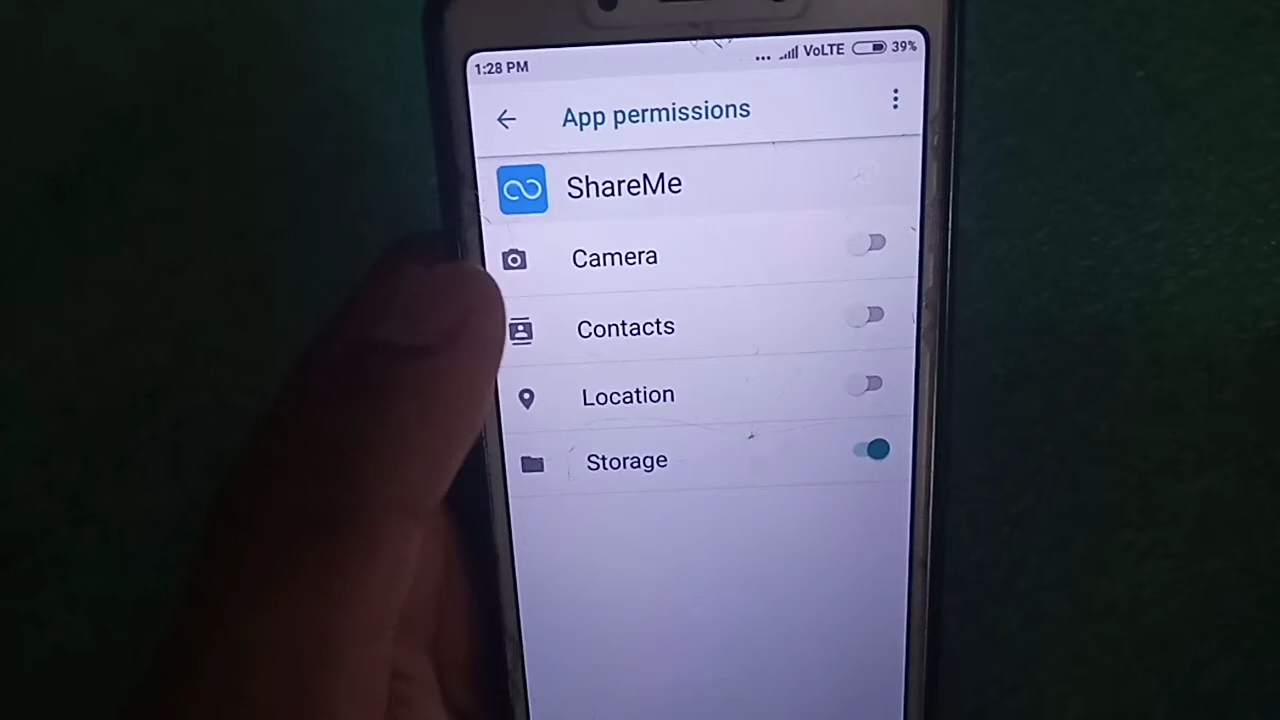 1:28 PM ... VoLTE 39%
App permissions
ShareMe
Camera
Contacts
Location
Storage